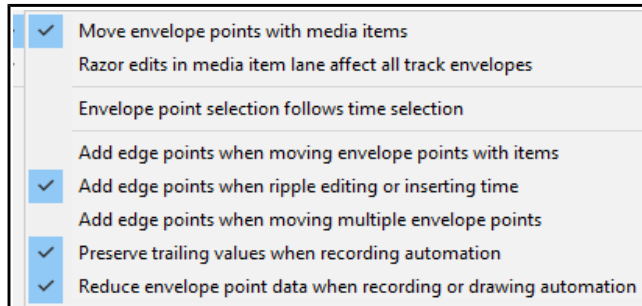 Move envelope points with media items
Razor edits in media item lane affect all track envelopes
Envelope point selection follows time selection
Add edge points when moving envelope points with items
Add edge points when ripple editing or inserting time
Add edge points when moving multiple envelope points
Preserve trailing values when recording automation
Reduce envelope point data when recording or drawing automation